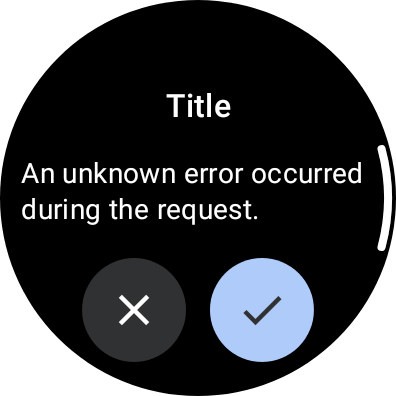 Title
An unknown error occurred
during the request.